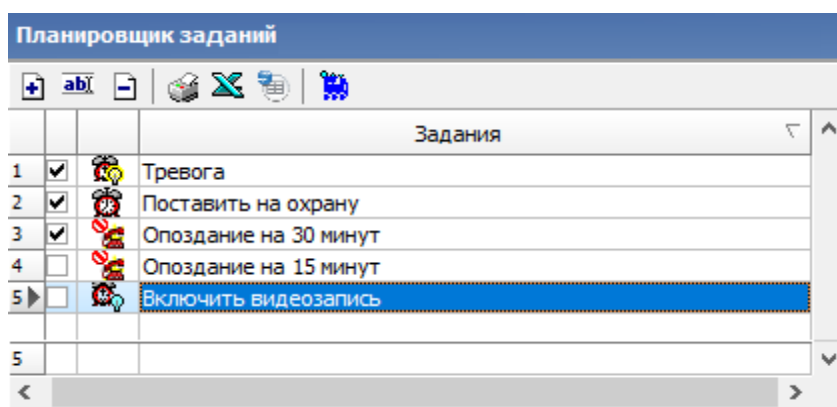 Планировщик заданий
abI
Задания
1 Тревога
2 Поставить на охрану
3 Опоздание на 30 минут
4 Опоздание на 15 минут
5 Включить видеозапись
5